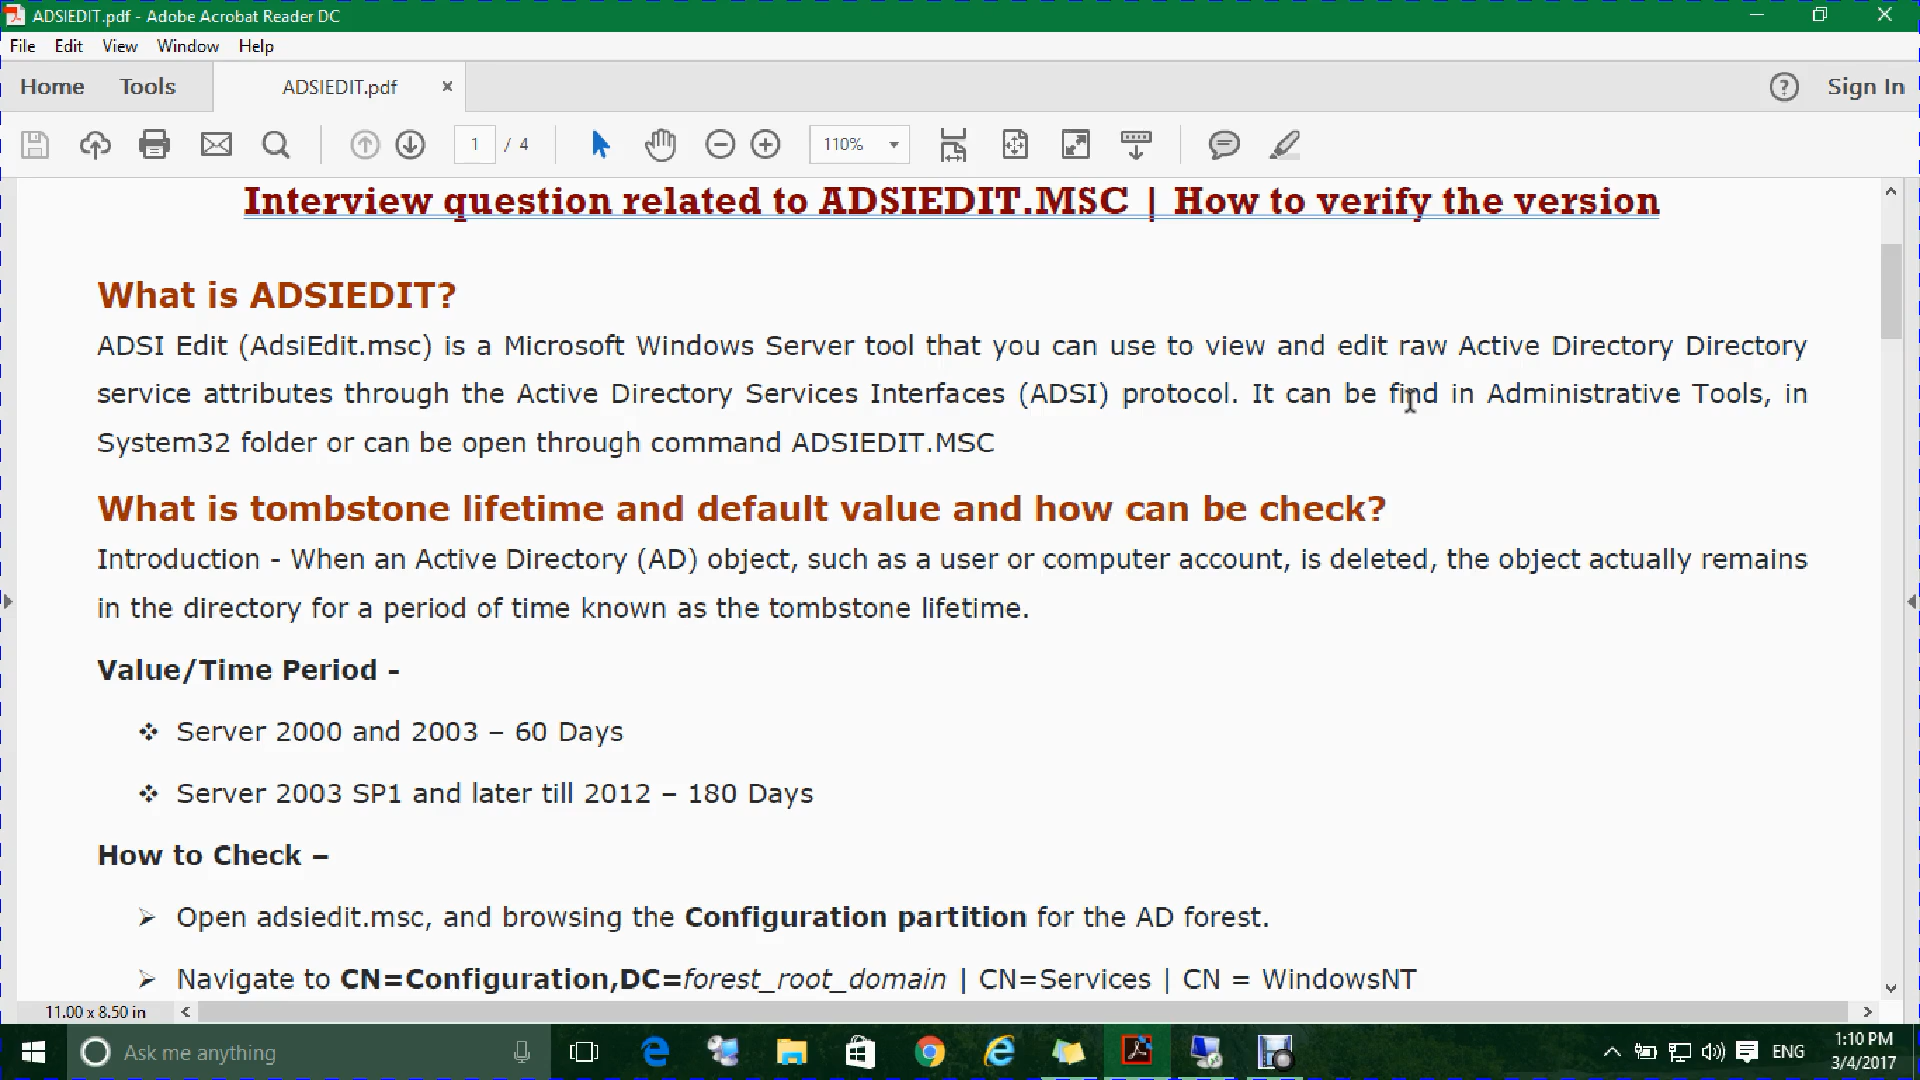 ADSIEDIT.pdf - Adobe Acrobat Reader DC
File Edit View Window Help
Home Tools ADSIEDIT.pdf × ? Sign In
1 / 4 110%
Interview question related to ADSIEDIT.MSC | How to verify the version
What is ADSIEDIT?
ADSI Edit (AdsiEdit.msc) is a Microsoft Windows Server tool that you can use to view and edit raw Active Directory Directory
service attributes through the Active Directory Services Interfaces (ADSI) protocol. It can be find in Administrative Tools, in
System32 folder or can be open through command ADSIEDIT.MSC
What is tombstone lifetime and default value and how can be check?
Introduction - When an Active Directory (AD) object, such as a user or computer account, is deleted, the object actually remains
in the directory for a period of time known as the tombstone lifetime.
Value/Time Period -
❖ Server 2000 and 2003 – 60 Days
❖ Server 2003 SP1 and later till 2012 – 180 Days
How to Check –
➢ Open adsiedit.msc, and browsing the Configuration partition for the AD forest.
➢ Navigate to CN=Configuration,DC=forest_root_domain | CN=Services | CN = WindowsNT
11.00 x 8.50 in
Ask me anything
ENG
1:10 PM
3/4/2017